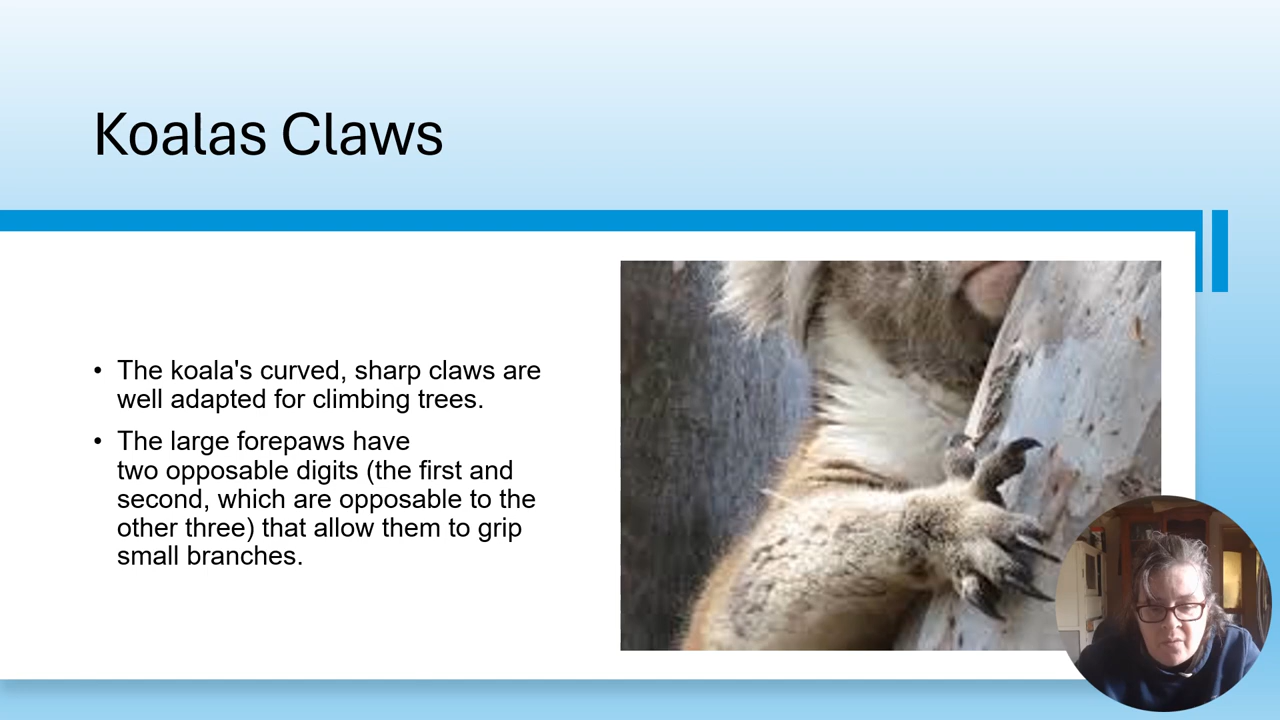 Koalas Claws
• The koala's curved, sharp claws are
well adapted for climbing trees.
• The large forepaws have
two opposable digits (the first and
second, which are opposable to the
other three) that allow them to grip
small branches.